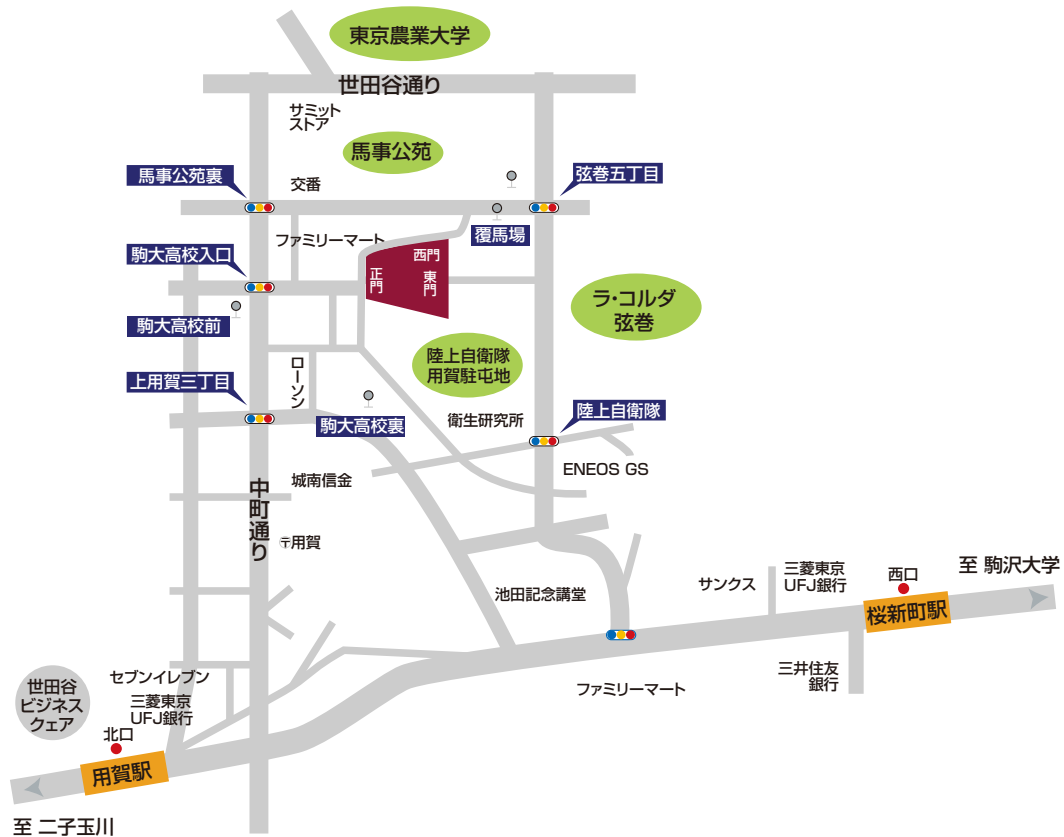 東京農業大学
世田谷通り
サミット
ストア
馬事公苑
馬事公苑裏
交番
弦巻五丁目
ファミリーマート
覆馬場
駒大高校入口
西門
正門
東門
ラ・コルダ
弦巻
駒大高校前
陸上自衛隊
用賀駐屯地
ローソン
上用賀三丁目
駒大高校裏
衛生研究所
陸上自衛隊
ENEOS GS
城南信金
中町通り
〒用賀
池田記念講堂
サンクス
三菱東京
UFJ銀行
西口
至 駒沢大学
桜新町駅
三井住友
銀行
ファミリーマート
セブンイレブン
世田谷
ビジネス
クェア
三菱東京
UFJ銀行
北口
用賀駅
至 二子玉川